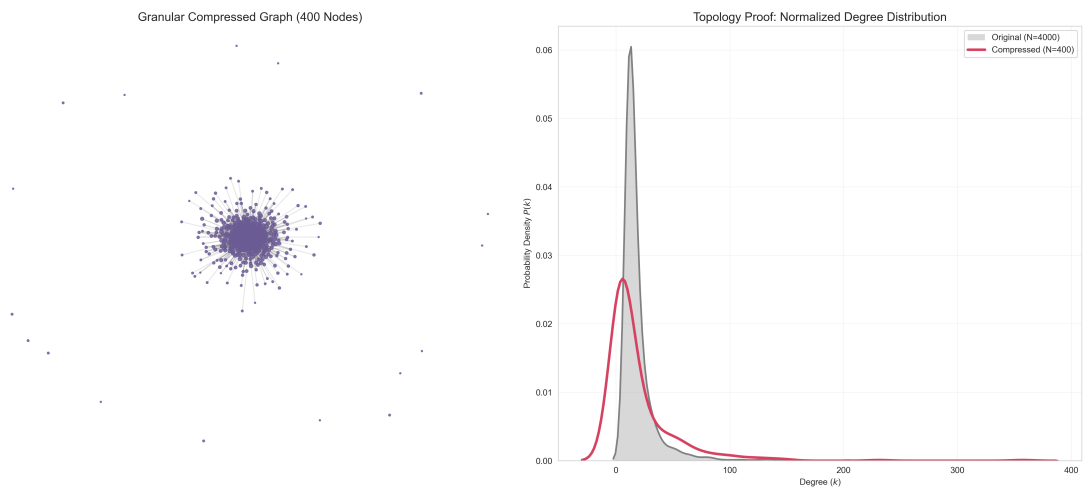 Granular Compressed Graph (400 Nodes)
Topology Proof: Normalized Degree Distribution
Original (N=4000)
Compressed (N=400)
Probability Density P(k)
0.06
0.05
0.04
0.03
0.02
0.01
0.00
0
100
200
300
400
Degree (k)